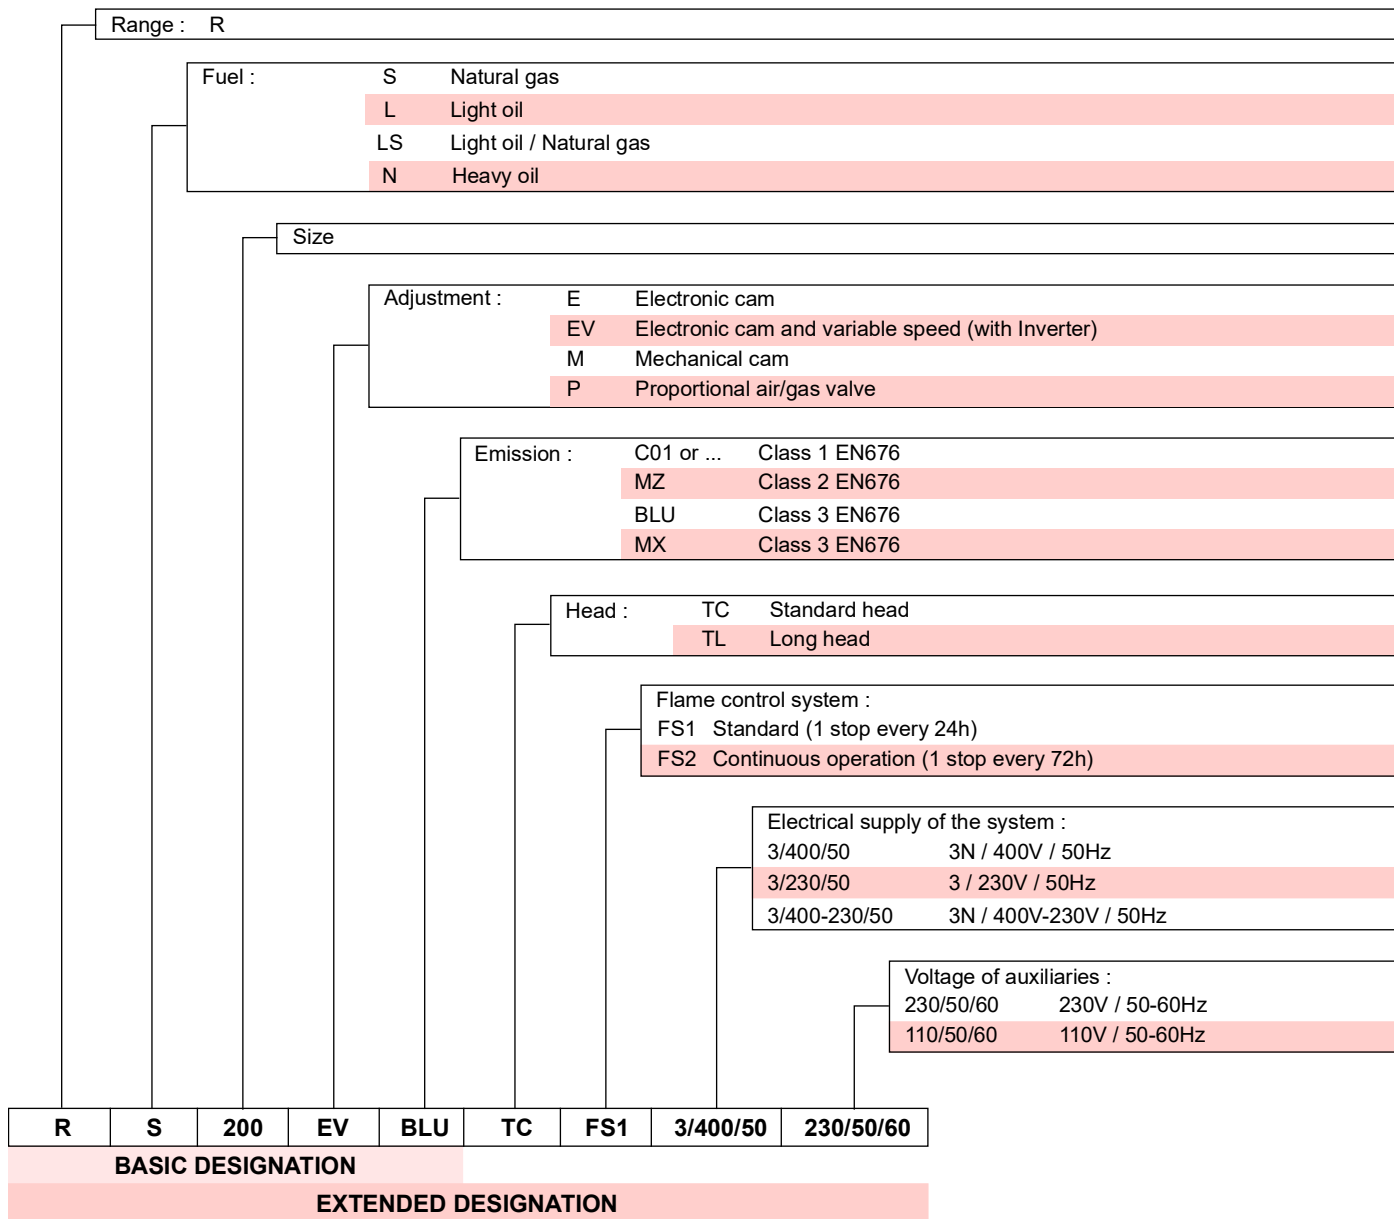 Range : R
Fuel : S Natural gas
L Light oil
LS Light oil / Natural gas
N Heavy oil
Size
Adjustment : E Electronic cam
EV Electronic cam and variable speed (with Inverter)
M Mechanical cam
P Proportional air/gas valve
Emission : C01 or ... Class 1 EN676
MZ Class 2 EN676
BLU Class 3 EN676
MX Class 3 EN676
Head : TC Standard head
TL Long head
Flame control system :
FS1 Standard (1 stop every 24h)
FS2 Continuous operation (1 stop every 72h)
Electrical supply of the system :
3/400/50 3N / 400V / 50Hz
3/230/50 3 / 230V / 50Hz
3/400-230/50 3N / 400V-230V / 50Hz
Voltage of auxiliaries :
230/50/60 230V / 50-60Hz
110/50/60 110V / 50-60Hz
R S 200 EV BLU TC FS1 3/400/50 230/50/60
BASIC DESIGNATION
EXTENDED DESIGNATION